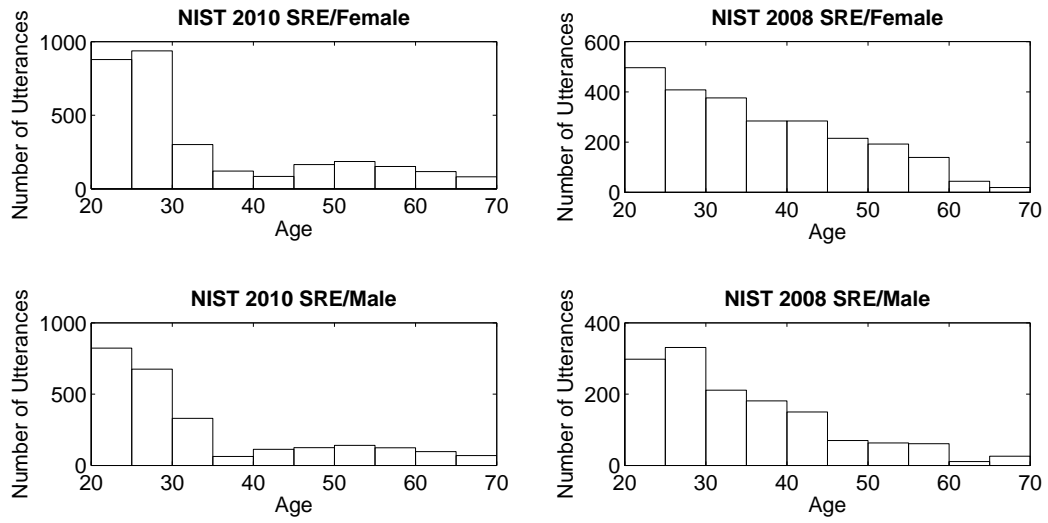 NIST 2010 SRE/Female
Number of Utterances
1000
500
0
20 30 40 50 60 70
Age
NIST 2008 SRE/Female
Number of Utterances
600
400
200
0
20 30 40 50 60 70
Age
NIST 2010 SRE/Male
Number of Utterances
1000
500
0
20 30 40 50 60 70
Age
NIST 2008 SRE/Male
Number of Utterances
400
200
0
20 30 40 50 60 70
Age